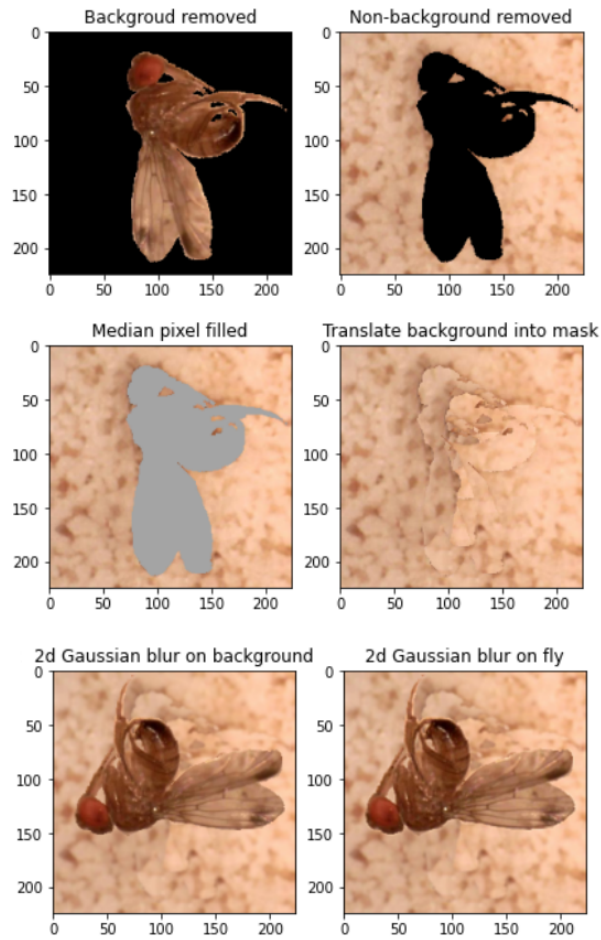 Backgroud removed
Non-background removed
0
50
100
150
200
0 50 100 150 200
0
50
100
150
200
0 50 100 150 200
Median pixel filled
Translate background into mask
0
50
100
150
200
0 50 100 150 200
0
50
100
150
200
0 50 100 150 200
2d Gaussian blur on background
2d Gaussian blur on fly
0
50
100
150
200
0 50 100 150 200
0
50
100
150
200
0 50 100 150 200